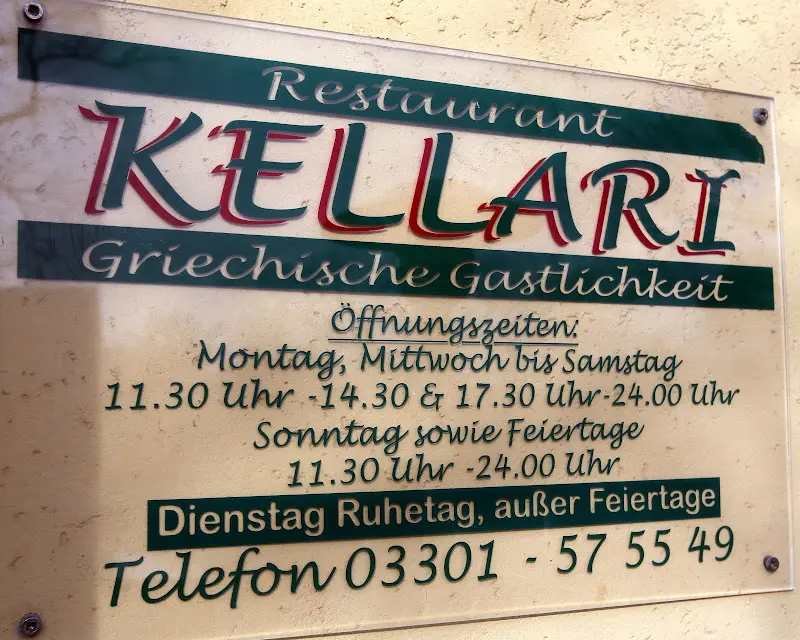 Restaurant
KELLARI
Griechische Gastlichkeit
Öffnungszeiten:
Montag, Mittwoch bis Samstag
11.30 Uhr -14.30 & 17.30 Uhr-24.00 Uhr
Sonntag sowie Feiertage
11.30 Uhr -24.00 Uhr
Dienstag Ruhetag, außer Feiertage
Telefon 03301 - 57 55 49